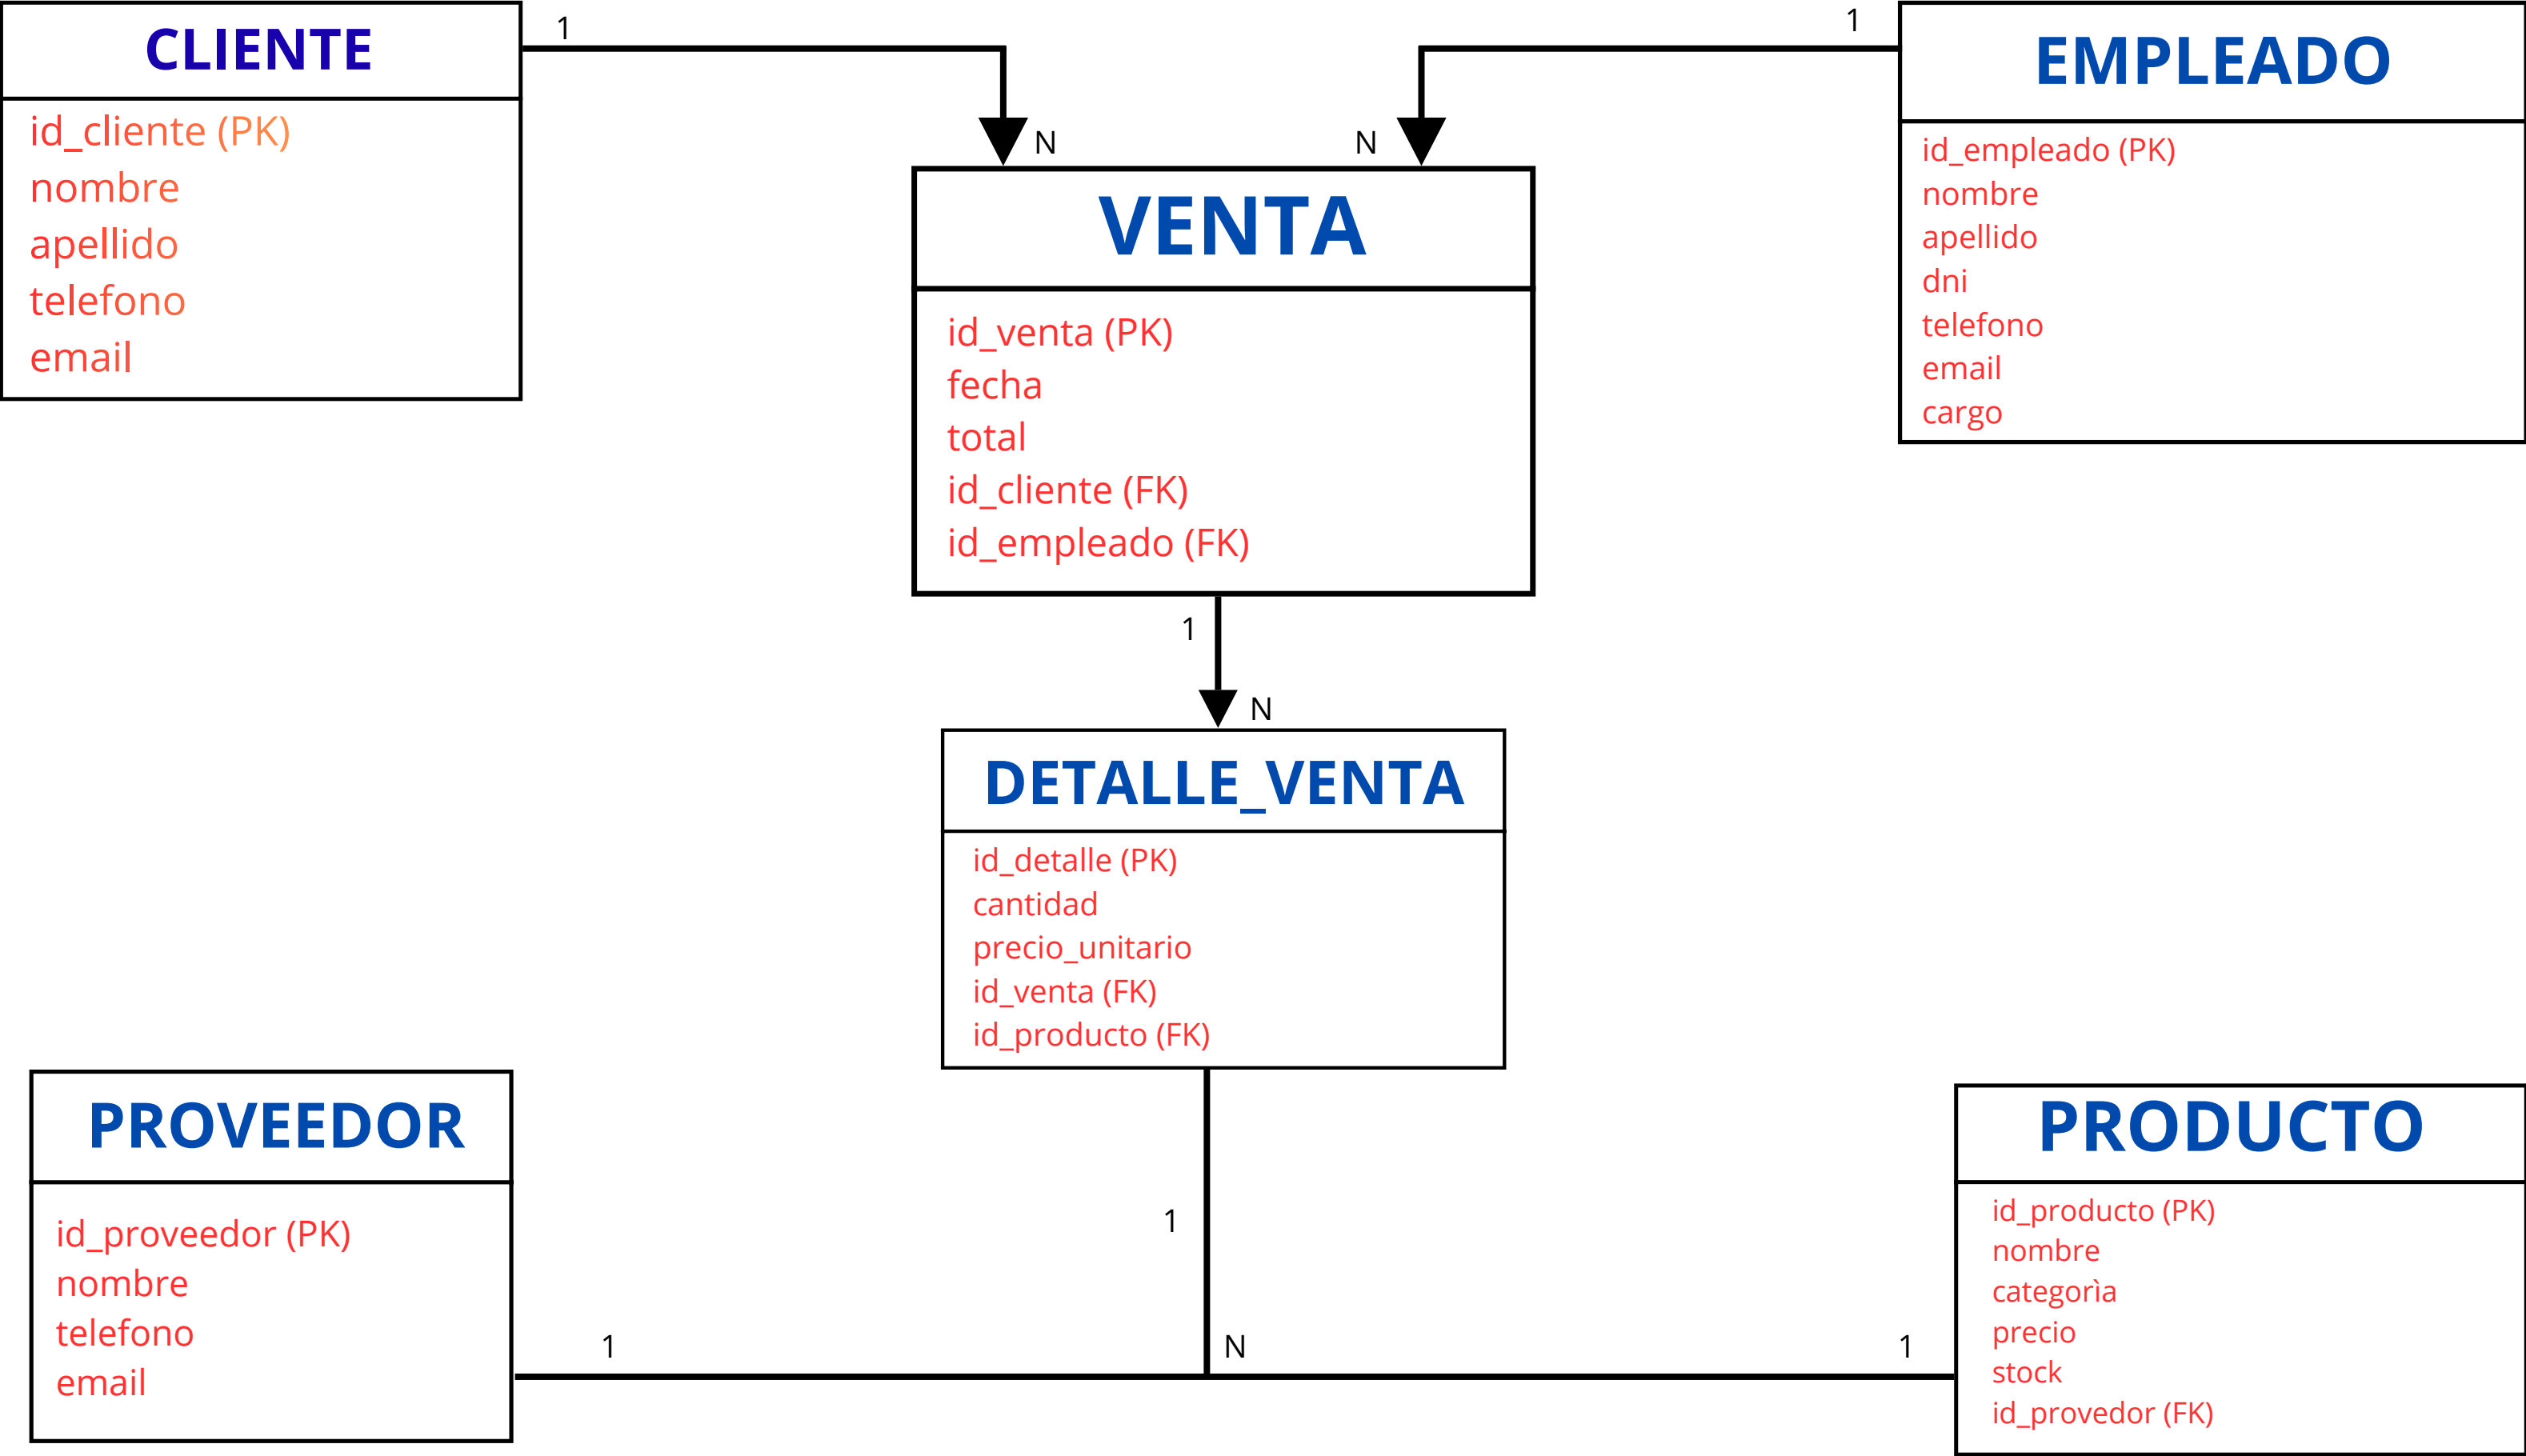 CLIENTE
id_cliente (PK)
nombre
apellido
telefono
email
1
N
VENTA
id_venta (PK)
fecha
total
id_cliente (FK)
id_empleado (FK)
1
N
EMPLEADO
id_empleado (PK)
nombre
apellido
dni
telefono
email
cargo
1
N
DETALLE_VENTA
id_detalle (PK)
cantidad
precio_unitario
id_venta (FK)
id_producto (FK)
PROVEEDOR
id_proveedor (PK)
nombre
telefono
email
1
1
N
1
PRODUCTO
id_producto (PK)
nombre
categorìa
precio
stock
id_provedor (FK)